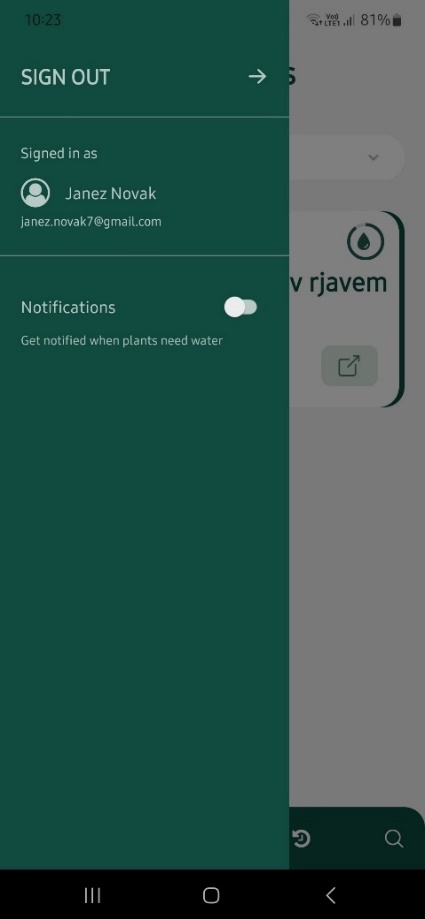 10:23
VoLTE1 81%
SIGN OUT
s
Signed in as
Janez Novak
janez.novak7@gmail.com
v rjavem
Notifications
Get notified when plants need water